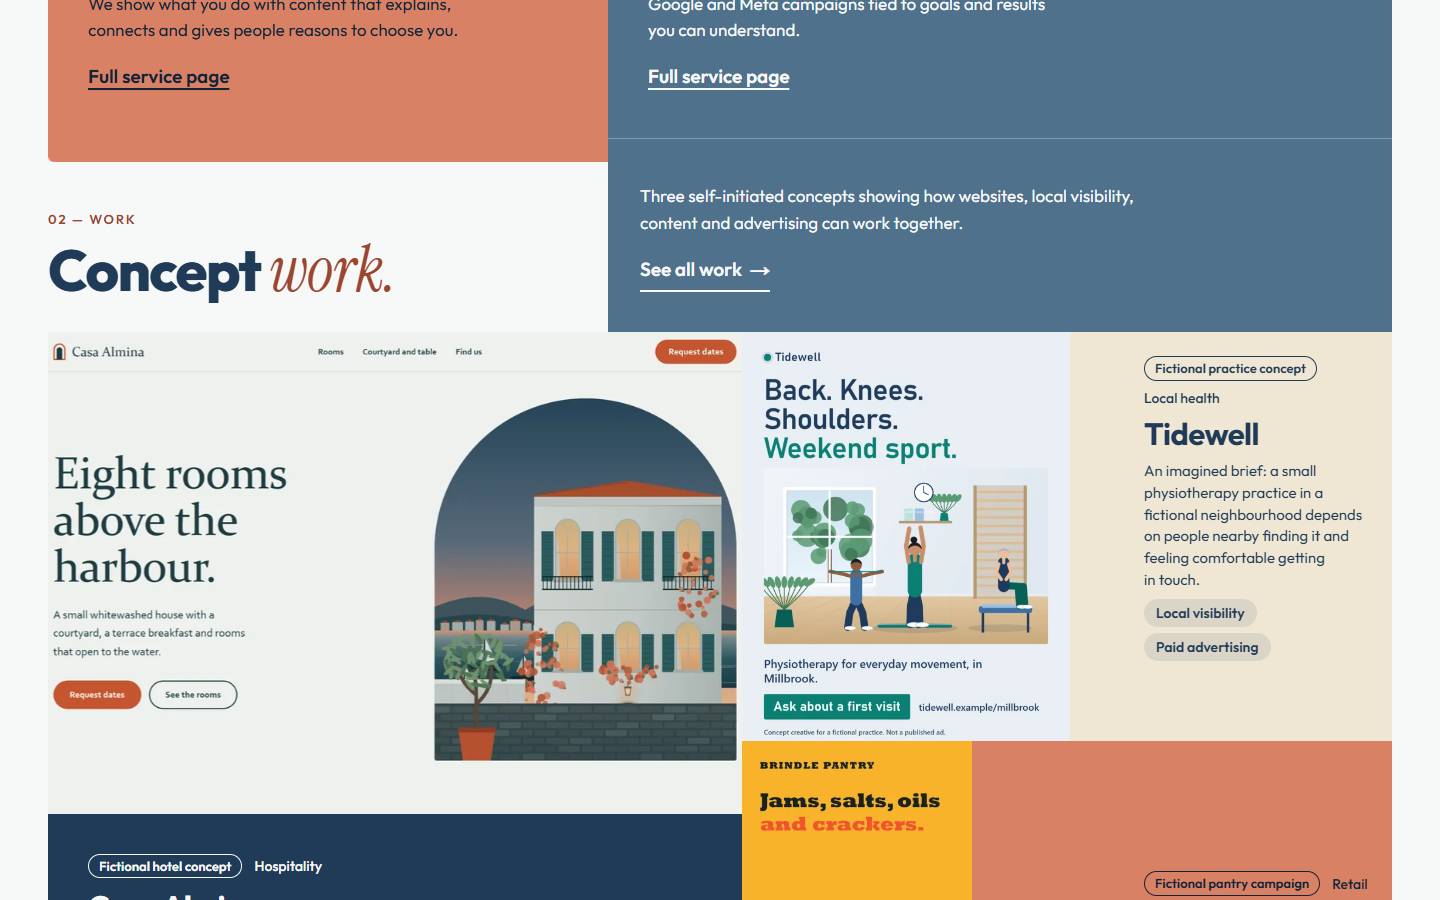 We show what you do with content that explains,
connects and gives people reasons to choose you.
Full service page
Google and Meta campaigns tied to goals and results
you can understand.
Full service page
02 — WORK
Concept work.
Three self-initiated concepts showing how websites, local visibility,
content and advertising can work together.
See all work →
Casa Almina
Rooms
Courtyard and table
Find us
Request dates
Eight rooms
above the
harbour.
A small whitewashed house with a
courtyard, a terrace breakfast and rooms
that open to the water.
Request dates
See the rooms
Fictional hotel concept
Hospitality
Tidewell
Back. Knees.
Shoulders.
Weekend sport.
Physiotherapy for everyday movement, in
Millbrook.
Ask about a first visit
tidewell.example/millbrook
Concept creative for a fictional practice. Not a published ad.
Fictional practice concept
Local health
Tidewell
An imagined brief: a small
physiotherapy practice in a
fictional neighbourhood depends
on people nearby finding it and
feeling comfortable getting
in touch.
Local visibility
Paid advertising
BRINDLE PANTRY
Jams, salts, oils
and crackers.
Fictional pantry campaign
Retail